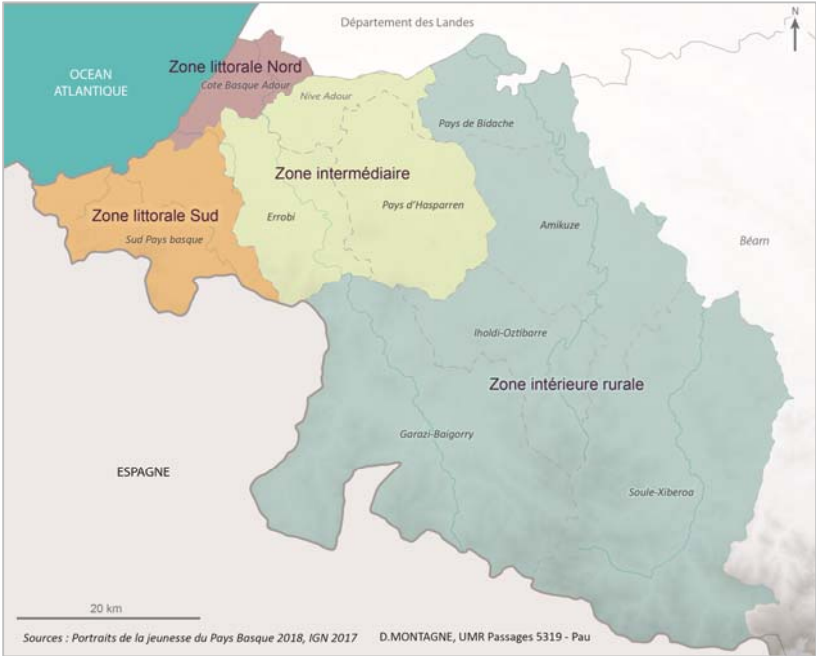 Département des Landes
N
OCEAN
ATLANTIQUE
Zone littorale Nord
Cote Basque Adour
Nive Adour
Pays de Bidache
Zone intermédiaire
Pays d'Hasparren
Zone littorale Sud
Errobi
Sud Pays basque
Amikuze
Béarn
Iholdi-Oztibarre
Zone intérieure rurale
Garazi-Baigorry
ESPAGNE
Soule-Xiberoa
20 km
Sources : Portraits de la jeunesse du Pays Basque 2018, IGN 2017 D.MONTAGNE, UMR Passages 5319 - Pau